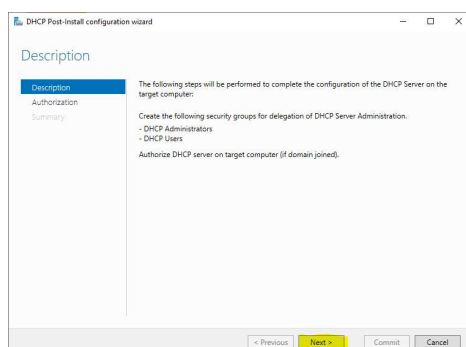 DHCP Post-Install configuration wizard
Description
Description
Authorization
Summary
The following steps will be performed to complete the configuration of the DHCP Server on the
target computer:
Create the following security groups for delegation of DHCP Server Administration.
- DHCP Administrators
- DHCP Users
Authorize DHCP server on target computer (if domain joined).
< Previous Next > Commit Cancel